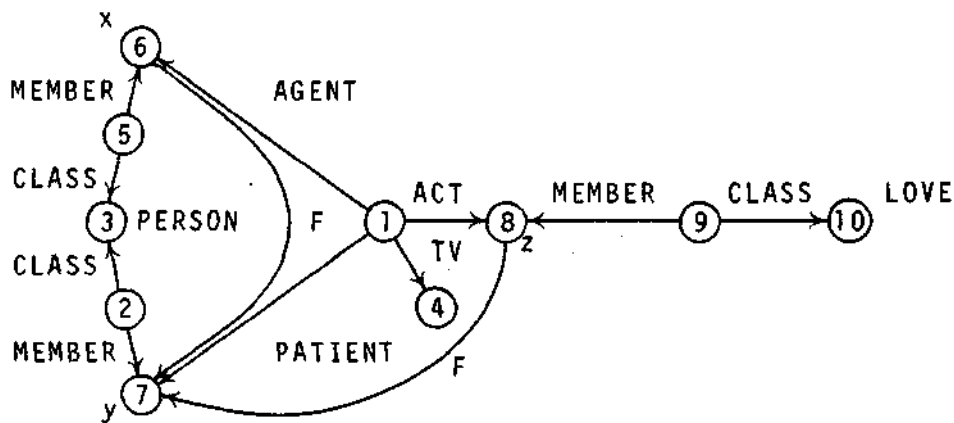 x
6
MEMBER AGENT
5
CLASS ACT MEMBER CLASS LOVE
3 PERSON F 1 8 9 10
z
CLASS TV
2 4
MEMBER PATIENT F
7
y